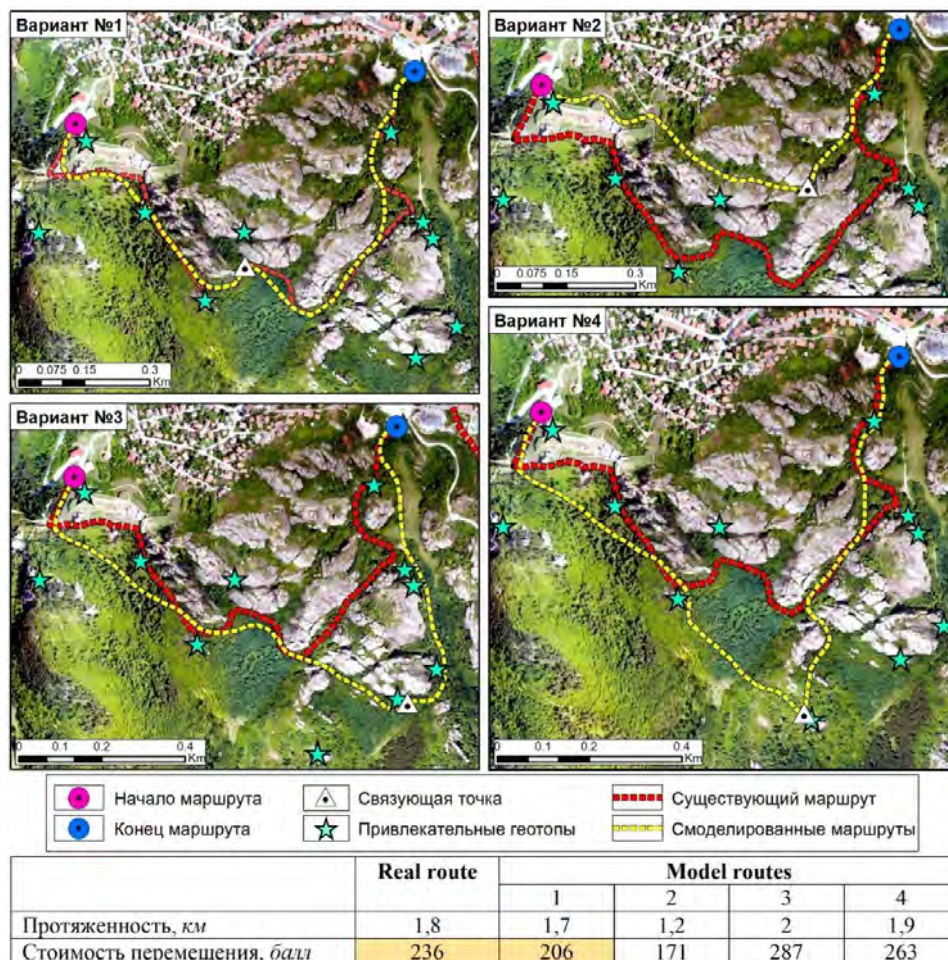 Вариант №1
0 0.075 0.15 0.3
Km
Вариант №2
0 0.075 0.15 0.3
Km
Вариант №3
0 0.1 0.2 0.4
Km
Вариант №4
0 0.1 0.2 0.4
Km
Начало маршрута Связующая точка Существующий маршрут
Конец маршрута Привлекательные геотопы Смоделированные маршруты
Real route Model routes
1 2 3 4
Протяженность, км 1,8 1,7 1,2 2 1,9
Стоимость перемещения, балл 236 206 171 287 263